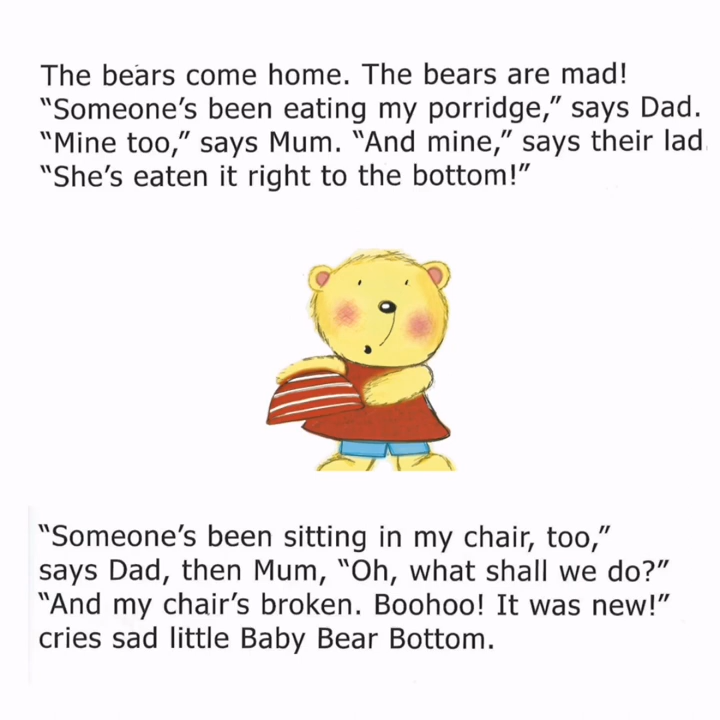 The bears come home. The bears are mad!
“Someone’s been eating my porridge,” says Dad.
“Mine too,” says Mum. “And mine,” says their lad.
“She’s eaten it right to the bottom!”
“Someone’s been sitting in my chair, too,”
says Dad, then Mum, “Oh, what shall we do?”
“And my chair’s broken. Boohoo! It was new!”
cries sad little Baby Bear Bottom.